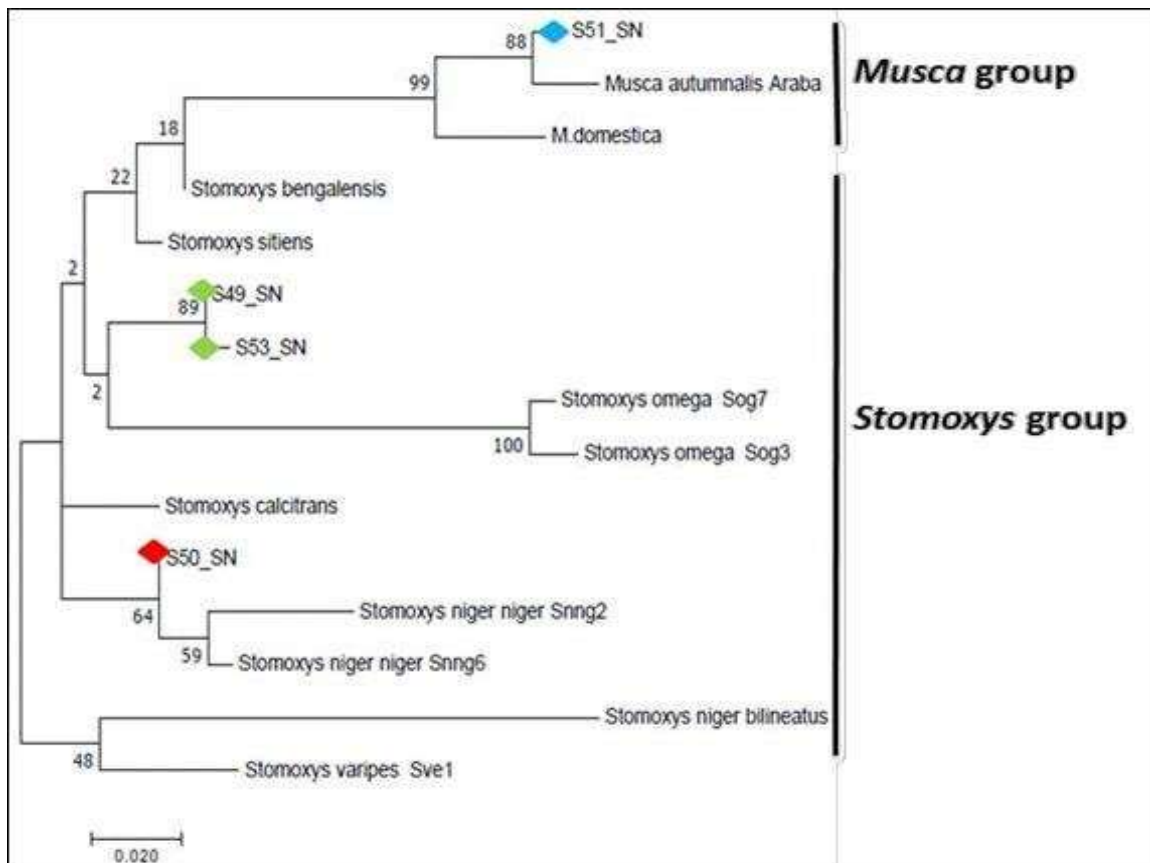 S51_SN
88
Musca group
99
Musca autumnalis Araba
18
M.domestica
22
Stomoxys bengalensis
Stomoxys sitiens
2
S49_SN
89
S53_SN
2
Stomoxys omega Sog7
Stomoxys group
100
Stomoxys omega Sog3
Stomoxys calcitrans
S50_SN
64
Stomoxys niger niger Snng2
59
Stomoxys niger niger Snng6
Stomoxys niger bilineatus
48
Stomoxys varipes Sve1
0.020